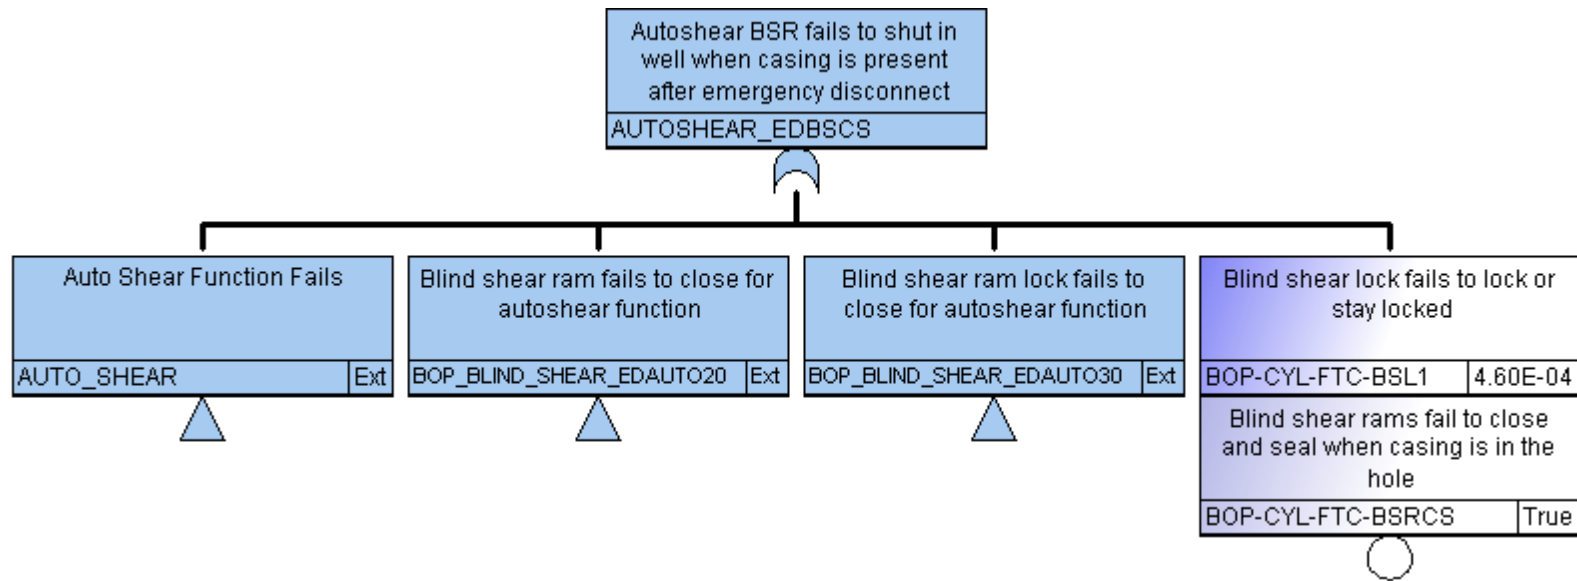 Autoshear BSR fails to shut in
well when casing is present
after emergency disconnect
AUTOSHEAR_EDBSCS
Auto Shear Function Fails
AUTO_SHEAR Ext
Blind shear ram fails to close for
autoshear function
BOP_BLIND_SHEAR_EDAUTO20 Ext
Blind shear ram lock fails to
close for autoshear function
BOP_BLIND_SHEAR_EDAUTO30 Ext
Blind shear lock fails to lock or
stay locked
BOP-CYL-FTC-BSL1 4.60E-04
Blind shear rams fail to close
and seal when casing is in the
hole
BOP-CYL-FTC-BSRCS True